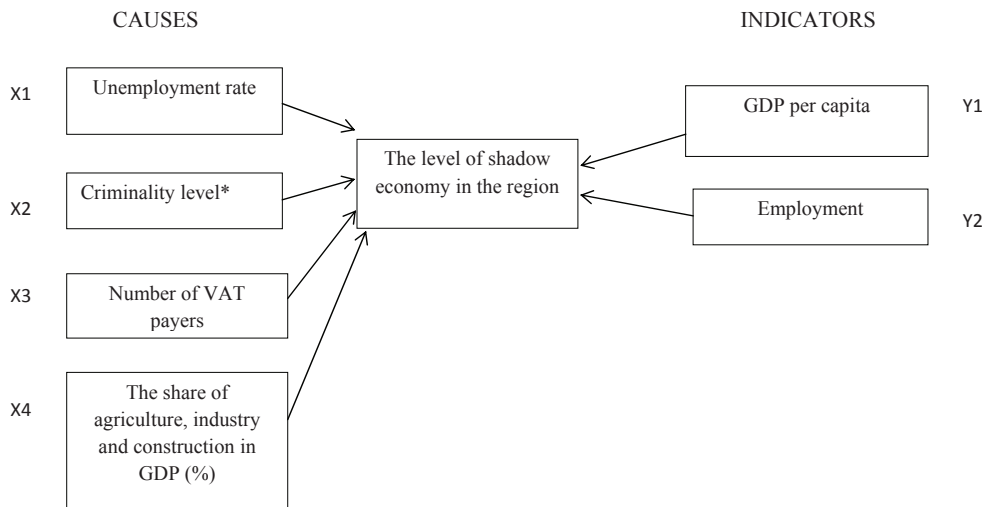 CAUSES
INDICATORS
X1
Unemployment rate
X2
Criminality level*
X3
Number of VAT
payers
X4
The share of
agriculture, industry
and construction in
GDP (%)
The level of shadow
economy in the region
GDP per capita
Y1
Employment
Y2